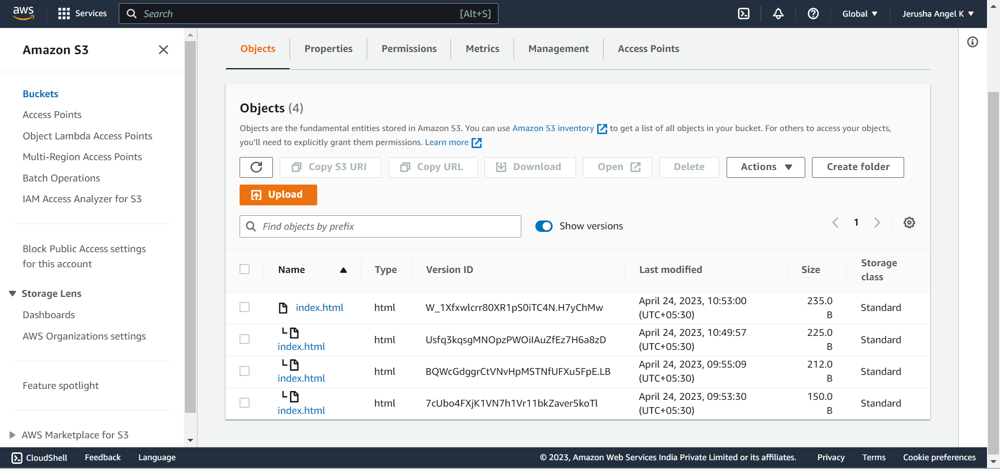 aws
Services
Search
[Alt+S]
Global
Jerusha Angel K
Amazon S3
Buckets
Access Points
Object Lambda Access Points
Multi-Region Access Points
Batch Operations
IAM Access Analyzer for S3
Block Public Access settings
for this account
Storage Lens
Dashboards
AWS Organizations settings
Feature spotlight
AWS Marketplace for S3
Objects
Properties
Permissions
Metrics
Management
Access Points
Objects (4)
Objects are the fundamental entities stored in Amazon S3. You can use Amazon S3 inventory to get a list of all objects in your bucket. For others to access your objects,
you'll need to explicitly grant them permissions. Learn more
Copy S3 URI
Copy URL
Download
Open
Delete
Actions
Create folder
Upload
Find objects by prefix
Show versions
1
Name
Type
Version ID
Last modified
Size
Storage
class
index.html
html
W_1Xfxwlcrr80XR1pS0iTC4N.H7yChMw
April 24, 2023, 10:53:00
(UTC+05:30)
235.0
B
Standard
index.html
html
Usfq3kqsgMNOpzPWOiIAuZfEz7H6a8zD
April 24, 2023, 10:49:57
(UTC+05:30)
225.0
B
Standard
index.html
html
BQWcGdggrCtVNvHpMSTNfUFXu5FpE.LB
April 24, 2023, 09:55:09
(UTC+05:30)
212.0
B
Standard
index.html
html
7cUbo4FXjK1VN7h1Vr11bkZaver5koTl
April 24, 2023, 09:53:30
(UTC+05:30)
150.0
B
Standard
CloudShell
Feedback
Language
© 2023, Amazon Web Services India Private Limited or its affiliates.
Privacy
Terms
Cookie preferences